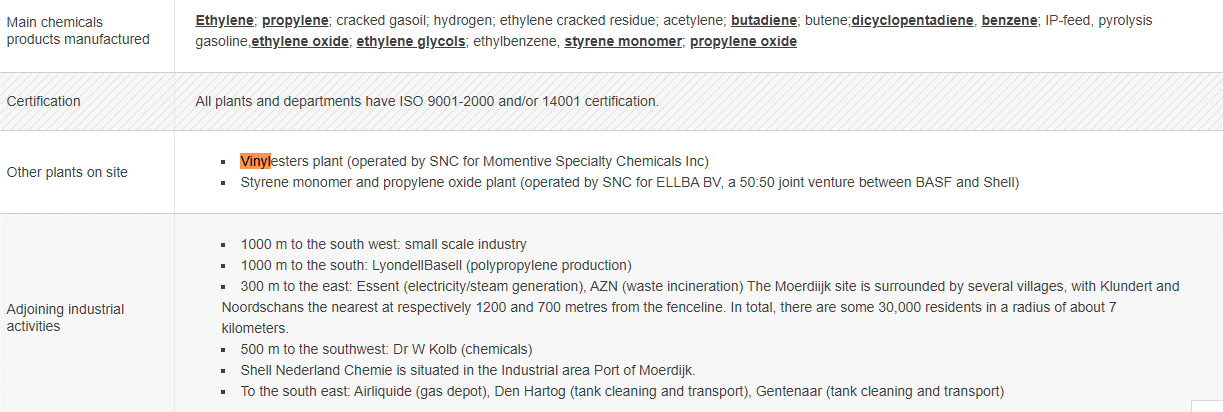 Main chemicals
products manufactured
Ethylene; propylene; cracked gasoil; hydrogen; ethylene cracked residue; acetylene; butadiene; butene;dicyclopentadiene, benzene; IP-feed, pyrolysis
gasoline,ethylene oxide; ethylene glycols; ethylbenzene, styrene monomer; propylene oxide
Certification
All plants and departments have ISO 9001-2000 and/or 14001 certification.
Other plants on site
Vinylesters plant (operated by SNC for Momentive Specialty Chemicals Inc)
Styrene monomer and propylene oxide plant (operated by SNC for ELLBA BV, a 50:50 joint venture between BASF and Shell)
Adjoining industrial
activities
1000 m to the south west: small scale industry
1000 m to the south: LyondellBasell (polypropylene production)
300 m to the east: Essent (electricity/steam generation), AZN (waste incineration) The Moerdiijk site is surrounded by several villages, with Klundert and
Noordschans the nearest at respectively 1200 and 700 metres from the fenceline. In total, there are some 30,000 residents in a radius of about 7
kilometers.
500 m to the southwest: Dr W Kolb (chemicals)
Shell Nederland Chemie is situated in the Industrial area Port of Moerdijk.
To the south east: Airliquide (gas depot), Den Hartog (tank cleaning and transport), Gentenaar (tank cleaning and transport)